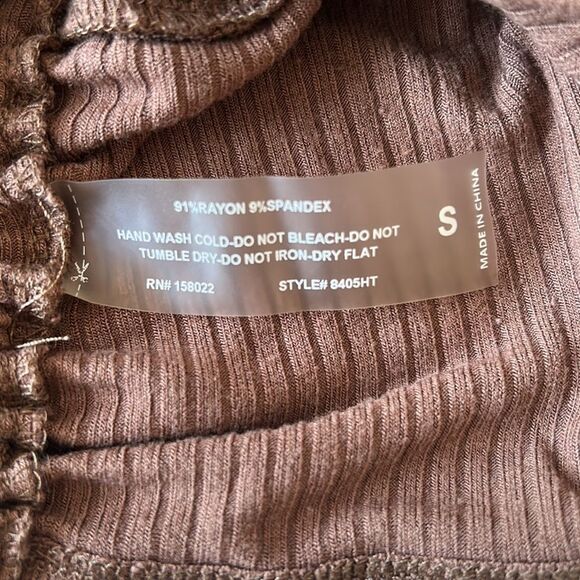 91%RAYON 9%SPANDEX
HAND WASH COLD-DO NOT BLEACH-DO NOT
TUMBLE DRY-DO NOT IRON-DRY FLAT
RN# 158022 STYLE# 8405HT
S
MADE IN CHINA